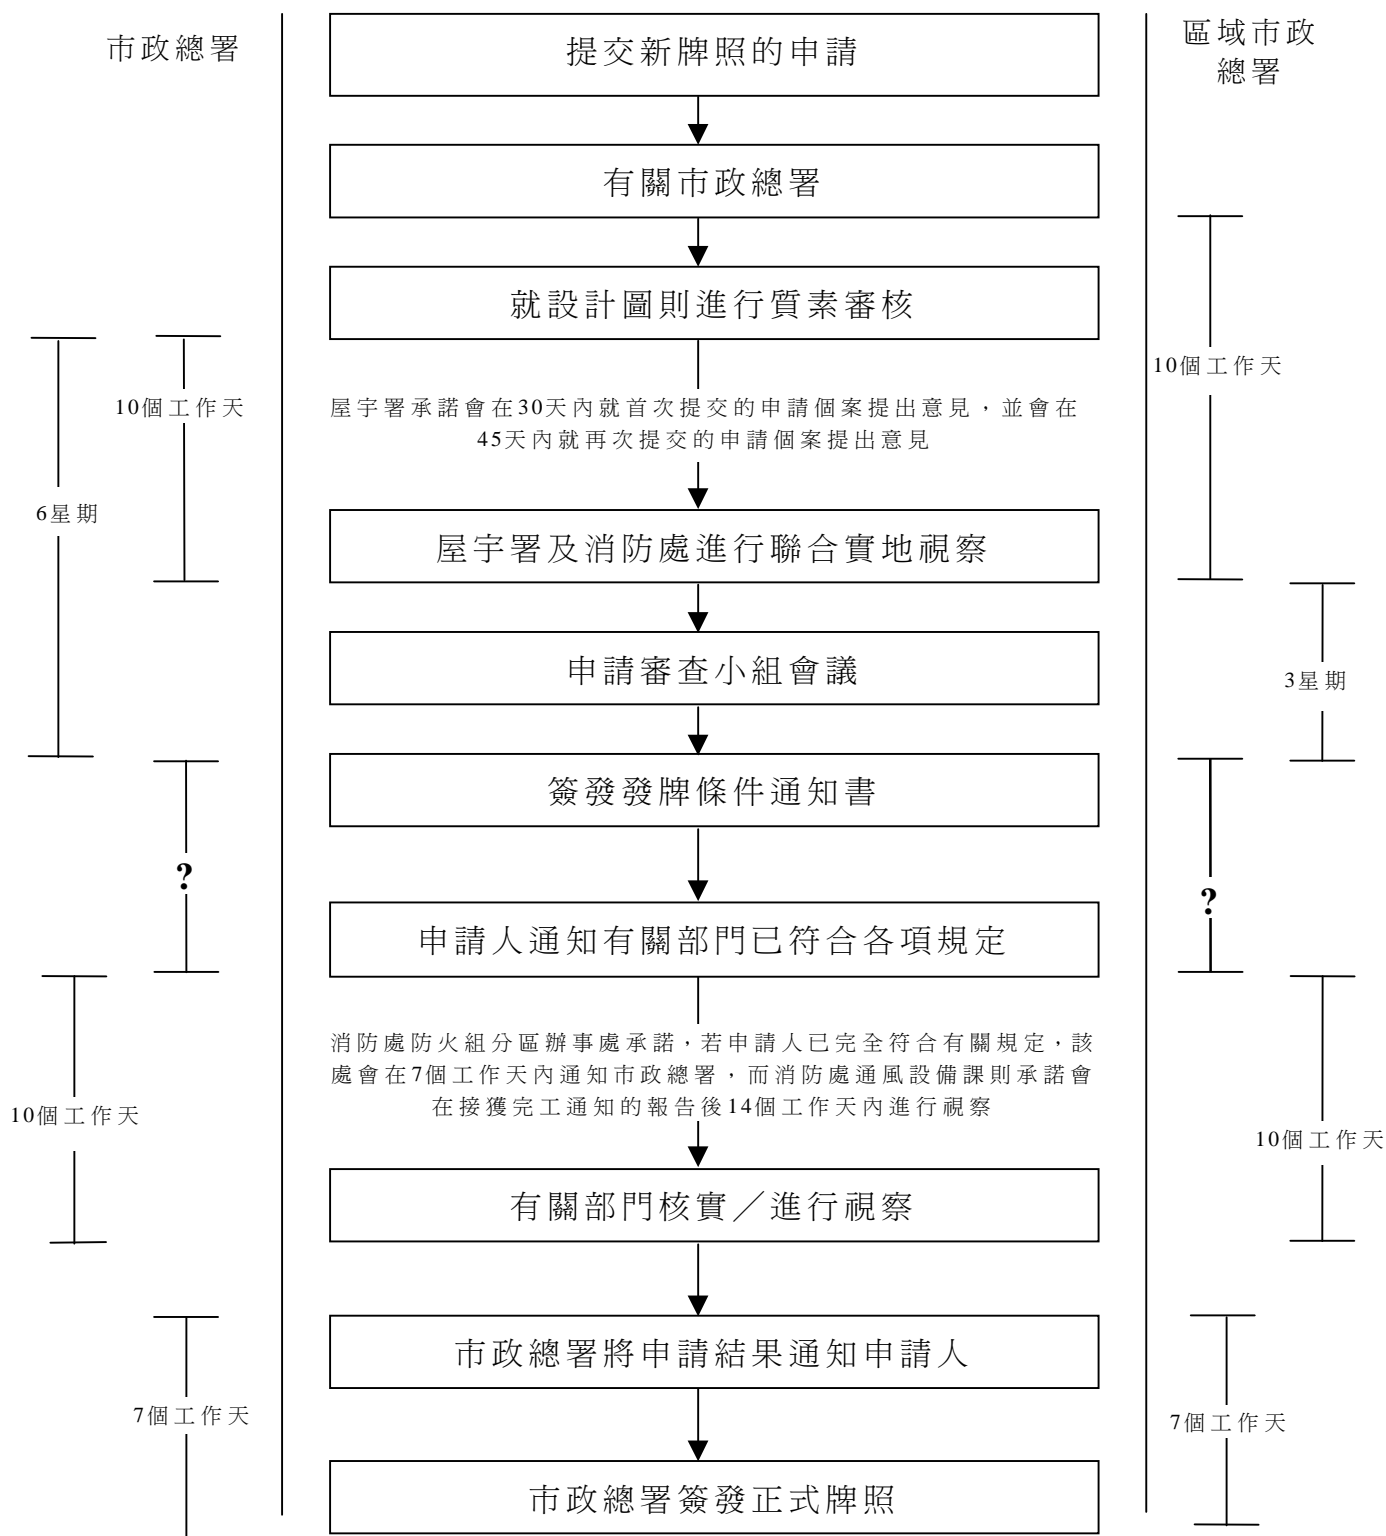 市政總署
區域市政
總署
提交新牌照的申請
有關市政總署
就設計圖則進行質素審核
10個工作天
10個工作天
屋宇署承諾會在30天內就首次提交的申請個案提出意見，並會在
45天內就再次提交的申請個案提出意見
6星期
屋宇署及消防處進行聯合實地視察
申請審查小組會議
3星期
簽發發牌條件通知書
?
?
申請人通知有關部門已符合各項規定
消防處防火組分區辦事處承諾，若申請人已完全符合有關規定，該
處會在7個工作天內通知市政總署，而消防處通風設備課則承諾會
在接獲完工通知的報告後14個工作天內進行視察
10個工作天
10個工作天
有關部門核實／進行視察
市政總署將申請結果通知申請人
7個工作天
7個工作天
市政總署簽發正式牌照